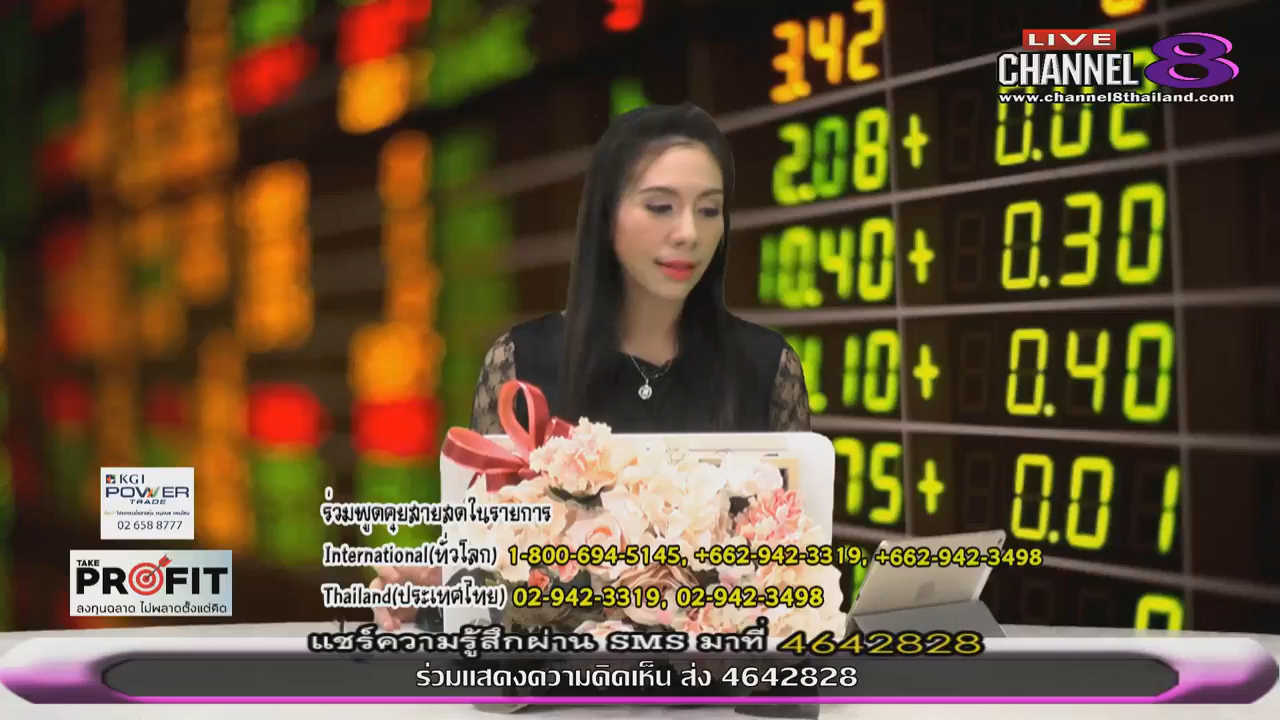 LIVE
CHANNEL 8
www.channel8thailand.com
3.42
2.08 + 0.02
10.40 + 0.30
.10 + 0.40
75 + 0.01
KGI
POWER
TRADE
02 658 8777
TAKE
PROFIT
ลงทุนฉลาด ไม่พลาดตั้งแต่คิด
ร่วมพูดคุยสายสดในรายการ
International(ทั่วโลก) 1-800-694-5145, +662-942-3319, +662-942-3498
Thailand(ประเทศไทย) 02-942-3319, 02-942-3498
แชร์ความรู้สึกผ่าน SMS มาที่ 4642828
ร่วมแสดงความคิดเห็น ส่ง 4642828